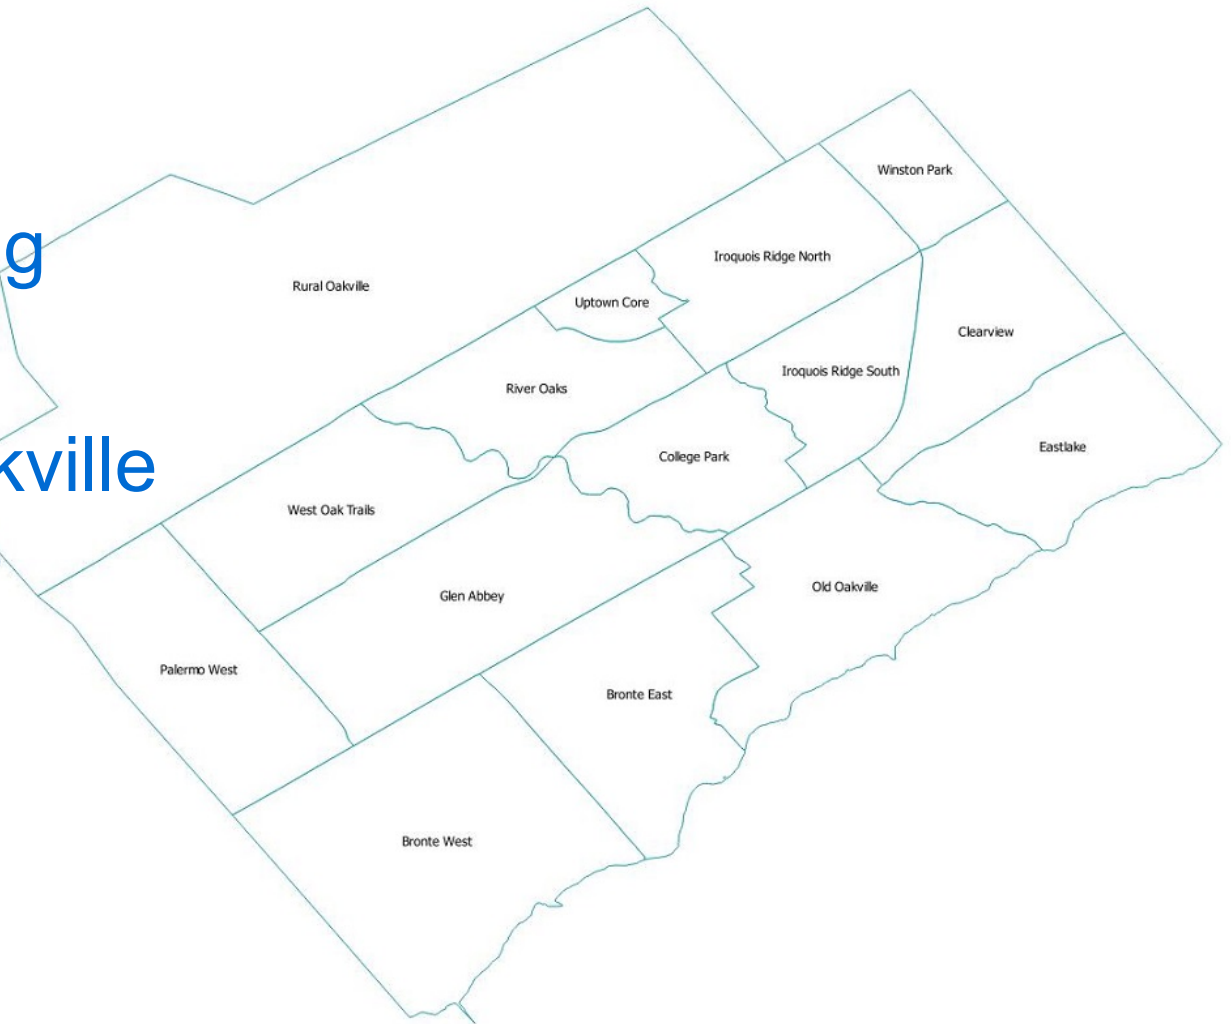 Winston Park
g
Iroquois Ridge North
Rural Oakville
Uptown Core
Clearview
Iroquois Ridge South
River Oaks
Eastlake
College Park
kville
West Oak Trails
Old Oakville
Glen Abbey
Palermo West
Bronte East
Bronte West